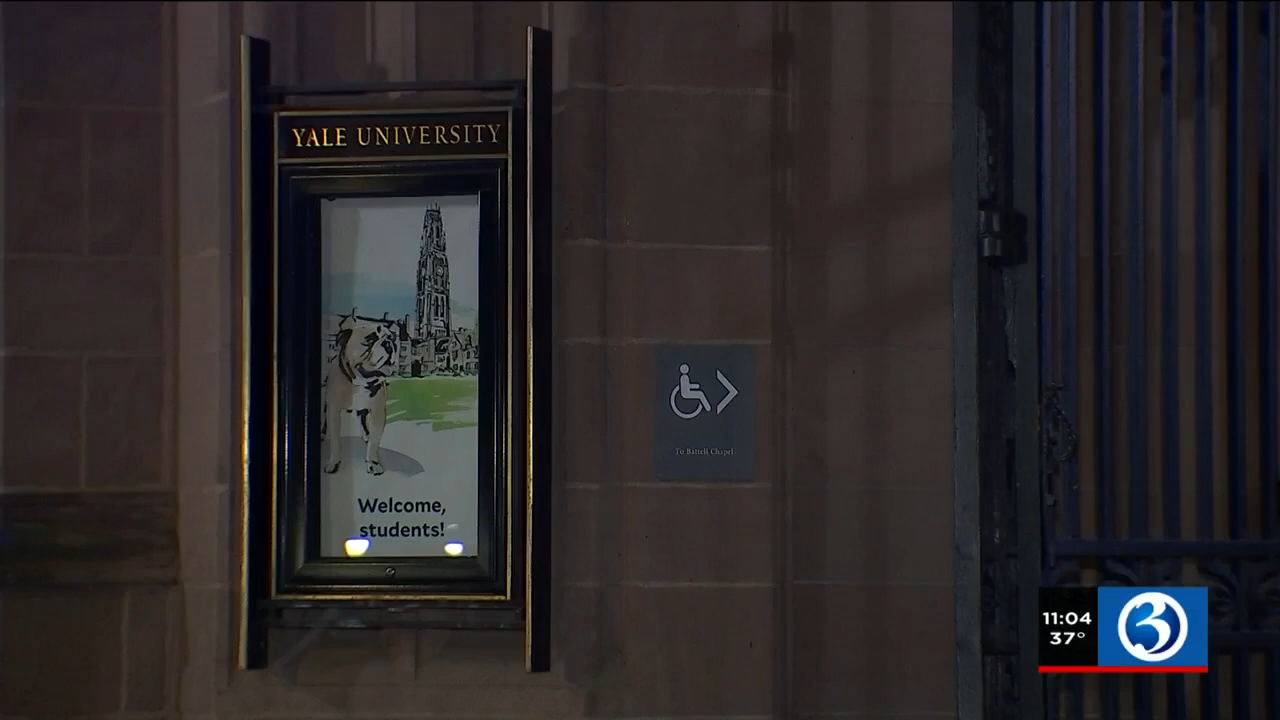 YALE UNIVERSITY
Welcome,
students!
To Battell Chapel
11:04
37°
3